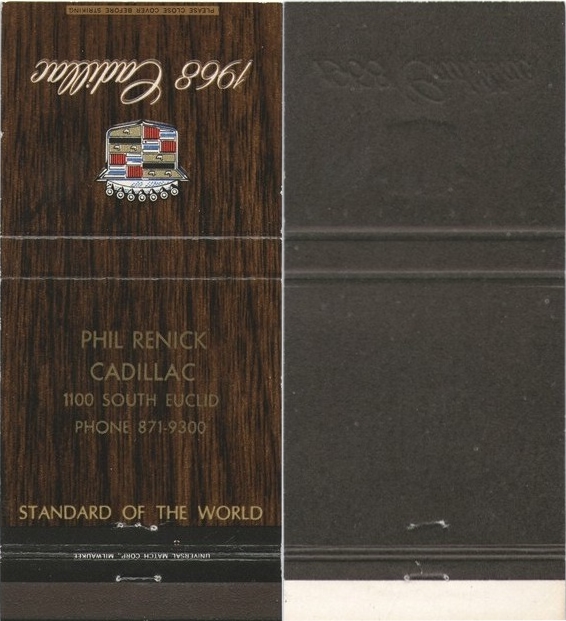 PLEASE CLOSE COVER BEFORE STRIKING
1968 Cadillac
PHIL RENICK
CADILLAC
1100 SOUTH EUCLID
PHONE 871-9300
STANDARD OF THE WORLD
UNIVERSAL MATCH CORP., MILWAUKEE